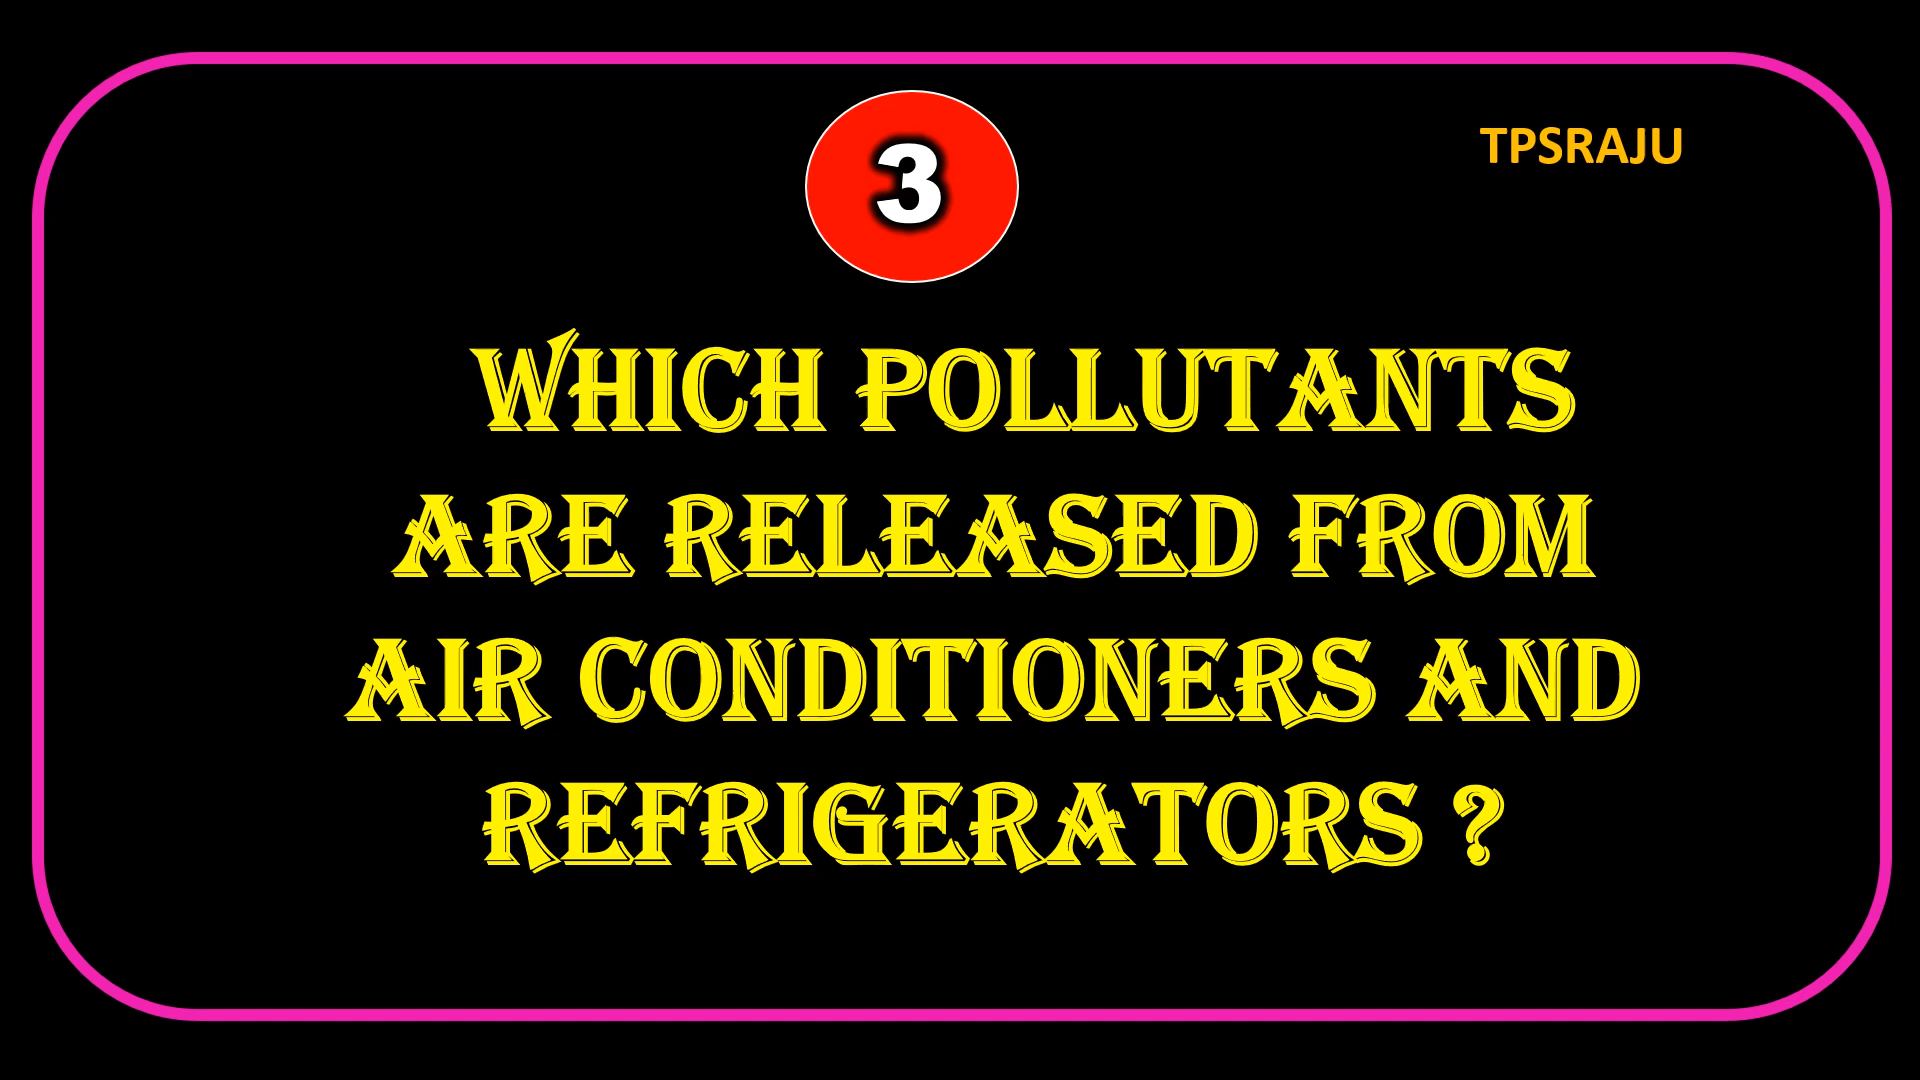 3
TPSRAJU
WHICH POLLUTANTS
ARE RELEASED FROM
AIR CONDITIONERS AND
REFRIGERATORS ?